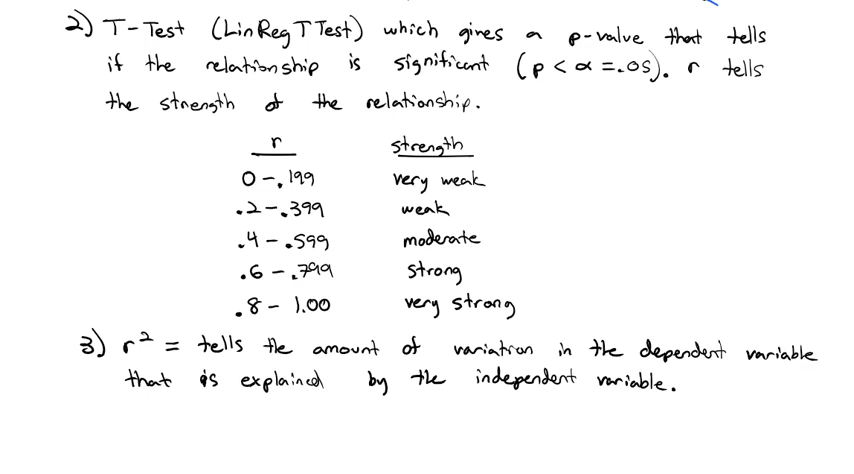 2) T-Test (LinRegTTest) which gives a p-value that tells
if the relationship is significant (p < α = .05). r tells
the strength of the relationship.
r strength
0 - .199 very weak
.2 - .399 weak
.4 - .599 moderate
.6 - .799 strong
.8 - 1.00 very strong
3) r² = tells the amount of variation in the dependent variable
that is explained by the independent variable.